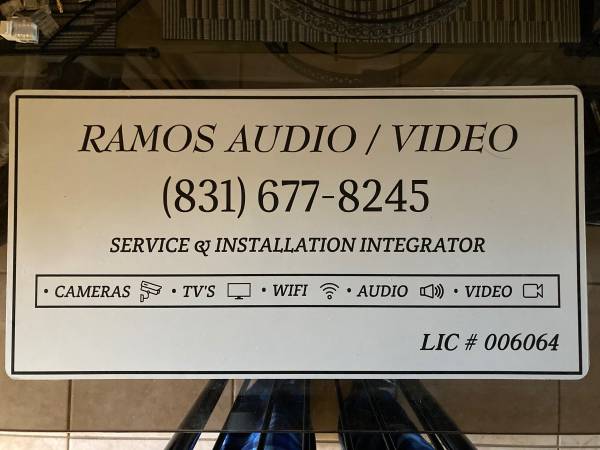 RAMOS AUDIO / VIDEO
(831) 677-8245
SERVICE & INSTALLATION INTEGRATOR
· CAMERAS · TV'S · WIFI · AUDIO · VIDEO
LIC # 006064